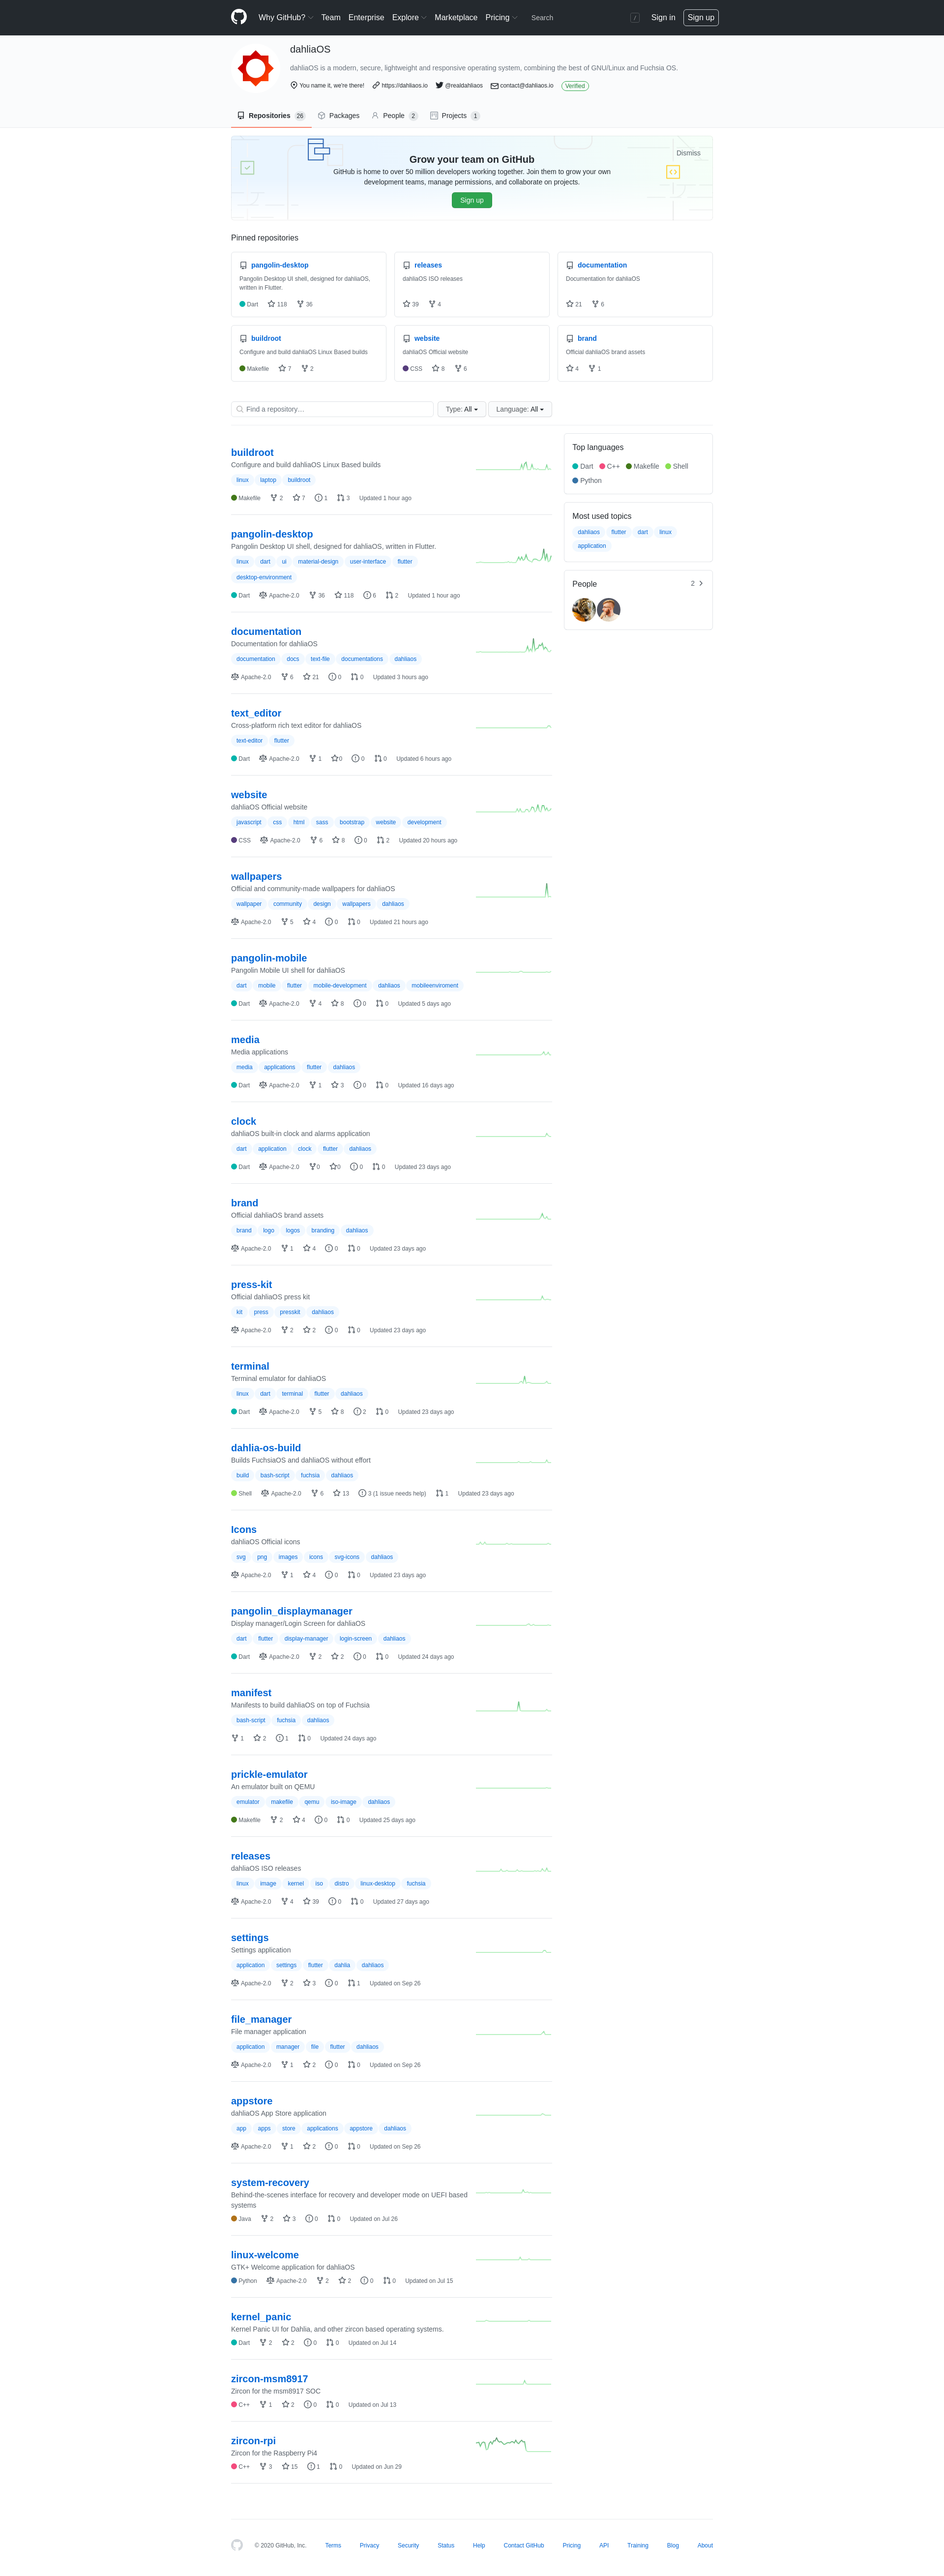 Why GitHub? Team Enterprise Explore Marketplace Pricing Search / Sign in Sign up
dahliaOS
dahliaOS is a modern, secure, lightweight and responsive operating system, combining the best of GNU/Linux and Fuchsia OS.
You name it, we're there! https://dahliaos.io @realdahliaos contact@dahliaos.io Verified
Repositories 26 Packages People 2 Projects 1
Dismiss
Grow your team on GitHub
GitHub is home to over 50 million developers working together. Join them to grow your own
development teams, manage permissions, and collaborate on projects.
Sign up
Pinned repositories
pangolin-desktop
Pangolin Desktop UI shell, designed for dahliaOS,
written in Flutter.
Dart 118 36
releases
dahliaOS ISO releases
39 4
documentation
Documentation for dahliaOS
21 6
buildroot
Configure and build dahliaOS Linux Based builds
Makefile 7 2
website
dahliaOS Official website
CSS 8 6
brand
Official dahliaOS brand assets
4 1
Find a repository…
Type: All Language: All
buildroot
Configure and build dahliaOS Linux Based builds
linux laptop buildroot
Makefile 2 7 1 3 Updated 1 hour ago
pangolin-desktop
Pangolin Desktop UI shell, designed for dahliaOS, written in Flutter.
linux dart ui material-design user-interface flutter
desktop-environment
Dart Apache-2.0 36 118 6 2 Updated 1 hour ago
documentation
Documentation for dahliaOS
documentation docs text-file documentations dahliaos
Apache-2.0 6 21 0 0 Updated 3 hours ago
text_editor
Cross-platform rich text editor for dahliaOS
text-editor flutter
Dart Apache-2.0 1 0 0 0 Updated 6 hours ago
website
dahliaOS Official website
javascript css html sass bootstrap website development
CSS Apache-2.0 6 8 0 2 Updated 20 hours ago
wallpapers
Official and community-made wallpapers for dahliaOS
wallpaper community design wallpapers dahliaos
Apache-2.0 5 4 0 0 Updated 21 hours ago
pangolin-mobile
Pangolin Mobile UI shell for dahliaOS
dart mobile flutter mobile-development dahliaos mobileenviroment
Dart Apache-2.0 4 8 0 0 Updated 5 days ago
media
Media applications
media applications flutter dahliaos
Dart Apache-2.0 1 3 0 0 Updated 16 days ago
clock
dahliaOS built-in clock and alarms application
dart application clock flutter dahliaos
Dart Apache-2.0 0 0 0 0 Updated 23 days ago
brand
Official dahliaOS brand assets
brand logo logos branding dahliaos
Apache-2.0 1 4 0 0 Updated 23 days ago
press-kit
Official dahliaOS press kit
kit press presskit dahliaos
Apache-2.0 2 2 0 0 Updated 23 days ago
terminal
Terminal emulator for dahliaOS
linux dart terminal flutter dahliaos
Dart Apache-2.0 5 8 2 0 Updated 23 days ago
dahlia-os-build
Builds FuchsiaOS and dahliaOS without effort
build bash-script fuchsia dahliaos
Shell Apache-2.0 6 13 3 (1 issue needs help) 1 Updated 23 days ago
Icons
dahliaOS Official icons
svg png images icons svg-icons dahliaos
Apache-2.0 1 4 0 0 Updated 23 days ago
pangolin_displaymanager
Display manager/Login Screen for dahliaOS
dart flutter display-manager login-screen dahliaos
Dart Apache-2.0 2 2 0 0 Updated 24 days ago
manifest
Manifests to build dahliaOS on top of Fuchsia
bash-script fuchsia dahliaos
1 2 1 0 Updated 24 days ago
prickle-emulator
An emulator built on QEMU
emulator makefile qemu iso-image dahliaos
Makefile 2 4 0 0 Updated 25 days ago
releases
dahliaOS ISO releases
linux image kernel iso distro linux-desktop fuchsia
Apache-2.0 4 39 0 0 Updated 27 days ago
settings
Settings application
application settings flutter dahlia dahliaos
Apache-2.0 2 3 0 1 Updated on Sep 26
file_manager
File manager application
application manager file flutter dahliaos
Apache-2.0 1 2 0 0 Updated on Sep 26
appstore
dahliaOS App Store application
app apps store applications appstore dahliaos
Apache-2.0 1 2 0 0 Updated on Sep 26
system-recovery
Behind-the-scenes interface for recovery and developer mode on UEFI based
systems
Java 2 3 0 0 Updated on Jul 26
linux-welcome
GTK+ Welcome application for dahliaOS
Python Apache-2.0 2 2 0 0 Updated on Jul 15
kernel_panic
Kernel Panic UI for Dahlia, and other zircon based operating systems.
Dart 2 2 0 0 Updated on Jul 14
zircon-msm8917
Zircon for the msm8917 SOC
C++ 1 2 0 0 Updated on Jul 13
zircon-rpi
Zircon for the Raspberry Pi4
C++ 3 15 1 0 Updated on Jun 29
Top languages
Dart C++ Makefile Shell
Python
Most used topics
dahliaos flutter dart linux
application
People 2
© 2020 GitHub, Inc. Terms Privacy Security Status Help Contact GitHub Pricing API Training Blog About